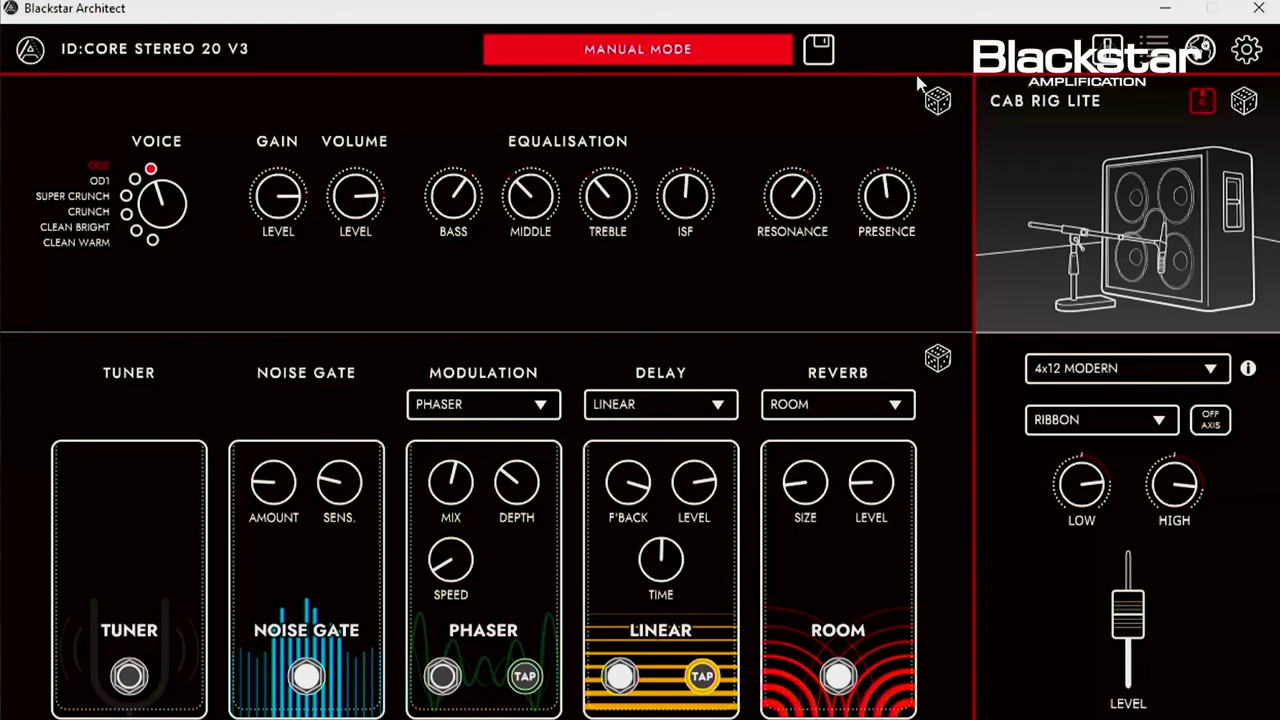 Blackstar Architect
ID:CORE STEREO 20 V3
MANUAL MODE
Blackstar
AMPLIFICATION
CAB RIG LITE
VOICE
GAIN
VOLUME
EQUALISATION
OD2
OD1
SUPER CRUNCH
CRUNCH
CLEAN BRIGHT
CLEAN WARM
LEVEL
LEVEL
BASS
MIDDLE
TREBLE
ISF
RESONANCE
PRESENCE
TUNER
NOISE GATE
MODULATION
DELAY
REVERB
PHASER
LINEAR
ROOM
4x12 MODERN
RIBBON
OFF
AXIS
AMOUNT
SENS.
MIX
DEPTH
F'BACK
LEVEL
SIZE
LEVEL
LOW
HIGH
SPEED
TIME
TUNER
NOISE GATE
PHASER
LINEAR
ROOM
TAP
TAP
LEVEL